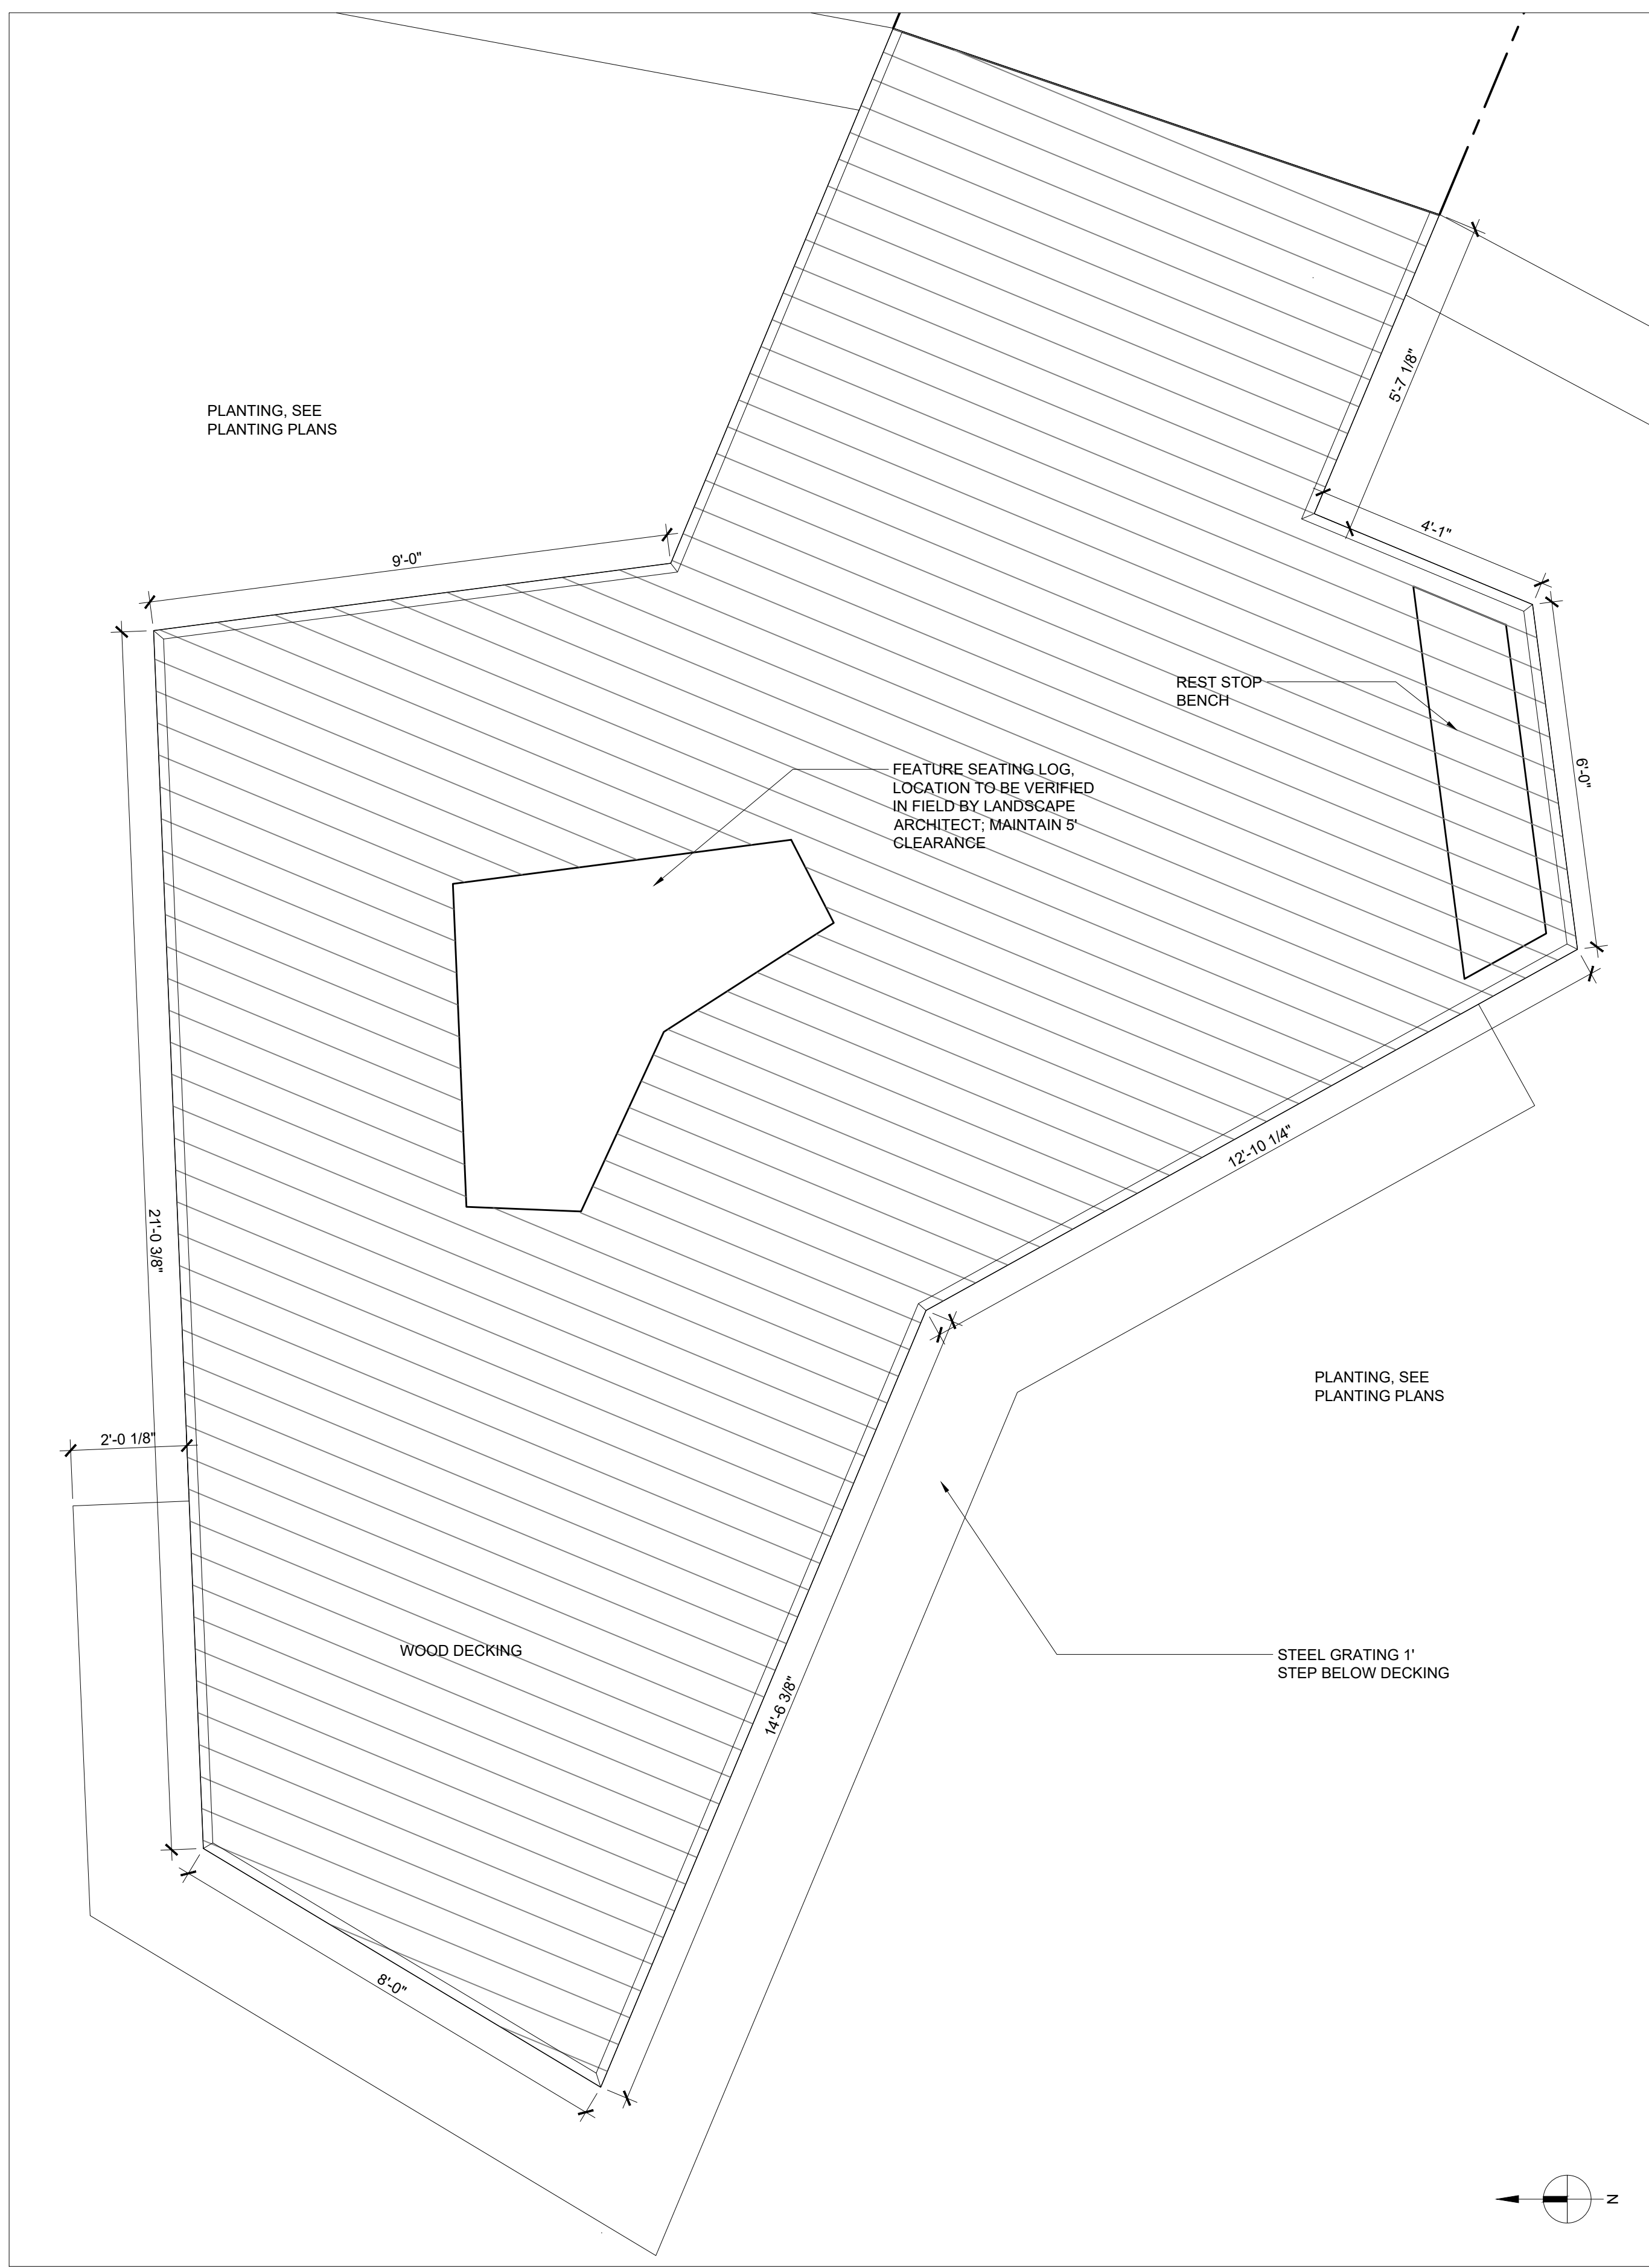 5'-7 1/8"
PLANTING, SEE
PLANTING PLANS
4'-1"
9'-0"
REST STOP
BENCH
FEATURE SEATING LOG,
LOCATION TO BE VERIFIED
IN FIELD BY LANDSCAPE
ARCHITECT; MAINTAIN 5'
CLEARANCE
6'-0"
12'-10 1/4"
21'-0 3/8"
PLANTING, SEE
PLANTING PLANS
2'-0 1/8"
WOOD DECKING
STEEL GRATING 1'
STEP BELOW DECKING
14'-6 3/8"
8'-0"
N